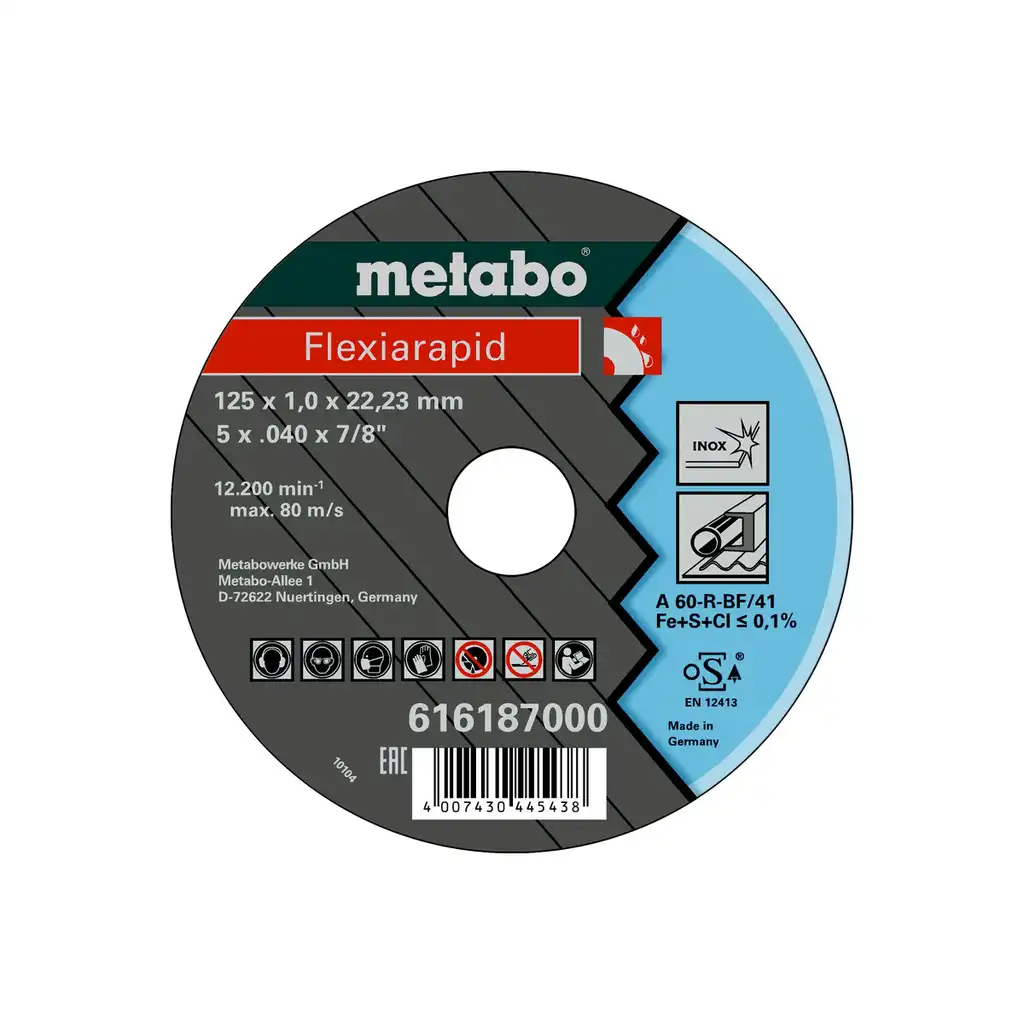 metabo®
Flexiarapid
125 x 1,0 x 22,23 mm
5 x .040 x 7/8"
12.200 min⁻¹
max. 80 m/s
Metabowerke GmbH
Metabo-Allee 1
D-72622 Nuertingen, Germany
INOX
A 60-R-BF/41
Fe+S+Cl ≤ 0,1%
oSA®
EN 12413
Made in
Germany
616187000
10104
EAC
4 007430 445438